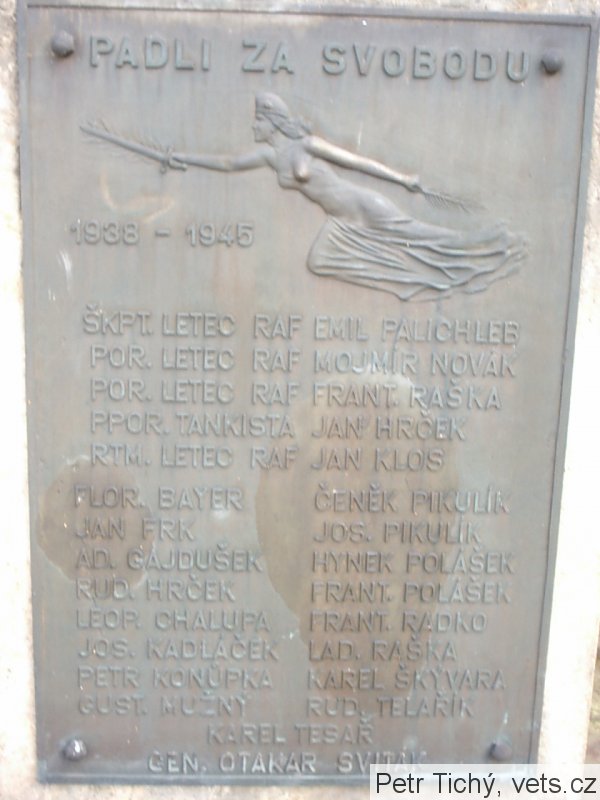 PADLI ZA SVOBODU
1938 - 1945
ŠKPT. LETEC RAF EMIL PALICHLEB
POR. LETEC RAF MOJMÍR NOVÁK
POR. LETEC RAF FRANT. RAŠKA
PPOR. TANKISTA JAN HRČEK
RTM. LETEC RAF JAN KLOS
FLOR. BAYER ČENĚK PIKULÍK
JAN FRK JOS. PIKULÍK
AD. GAJDUŠEK HYNEK POLÁŠEK
RUD. HRČEK FRANT. POLÁŠEK
LEOP. CHALUPA FRANT. RADKO
JOS. KADLÁČEK LAD. RAŠKA
PETR KONŮPKA KAREL ŠKÝVARA
GUST. MUŽNÝ RUD. TELAŘÍK
KAREL TESAŘ
GEN. OTAKAR SVITÁK
Petr Tichý, vets.cz